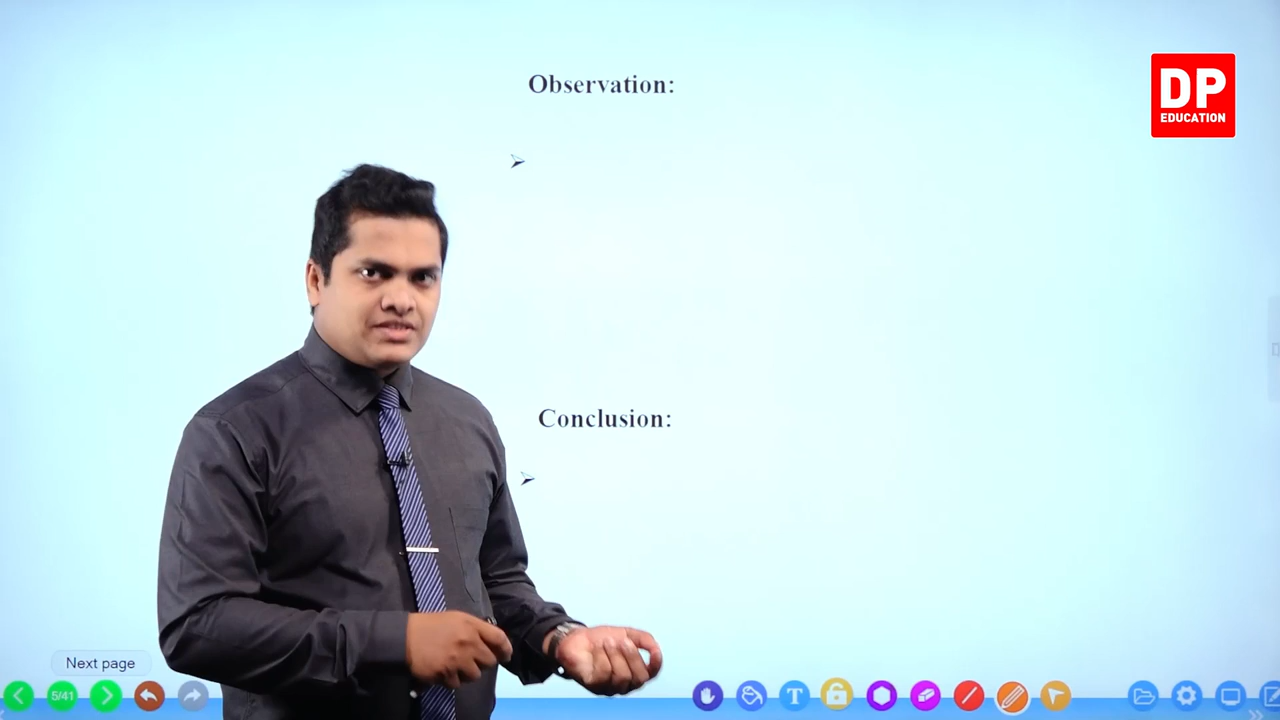 Observation:
DP
EDUCATION
Conclusion:
Next page
5/41
T